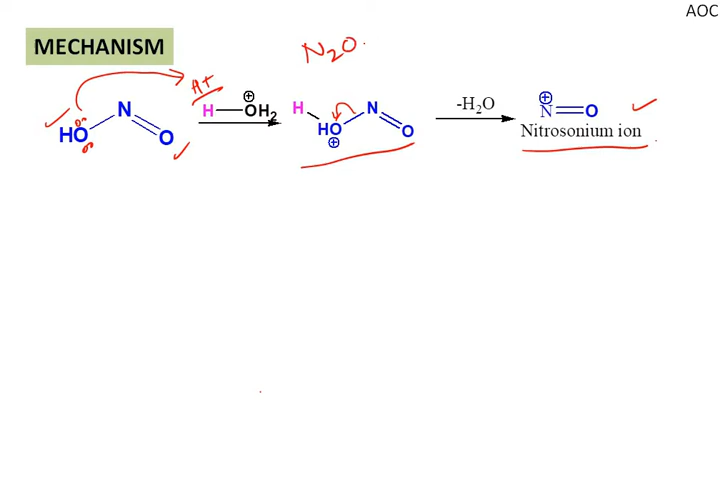 AOC
MECHANISM
N2O
H+
HO N O
H OH2
⊕
H
HO N O
⊕
-H2O
⊕
N O
Nitrosonium ion